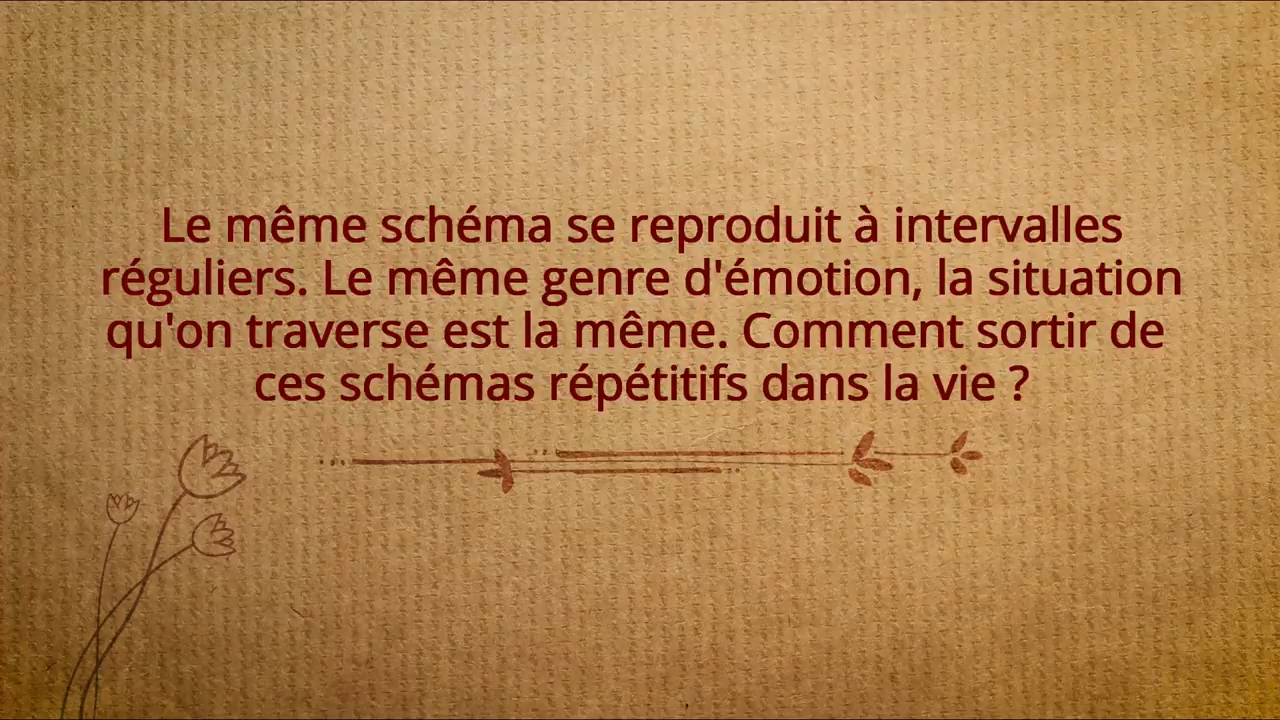 Le même schéma se reproduit à intervalles
réguliers. Le même genre d'émotion, la situation
qu'on traverse est la même. Comment sortir de
ces schémas répétitifs dans la vie ?